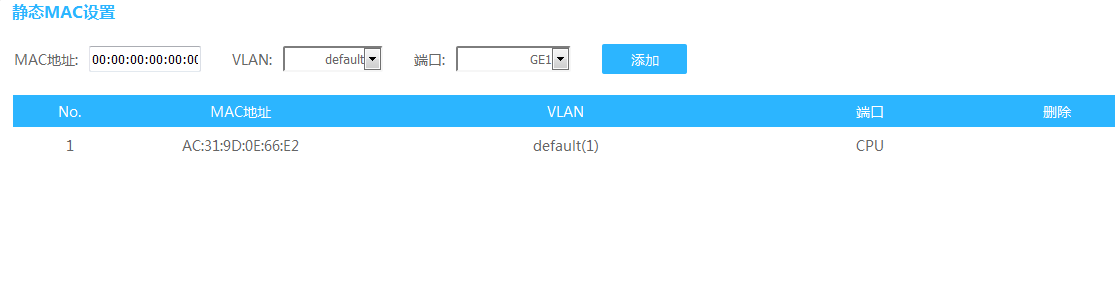 静态MAC设置
MAC地址: 00:00:00:00:00:00 VLAN: default 端口: GE1 添加
No. MAC地址 VLAN 端口 删除
1 AC:31:9D:0E:66:E2 default(1) CPU